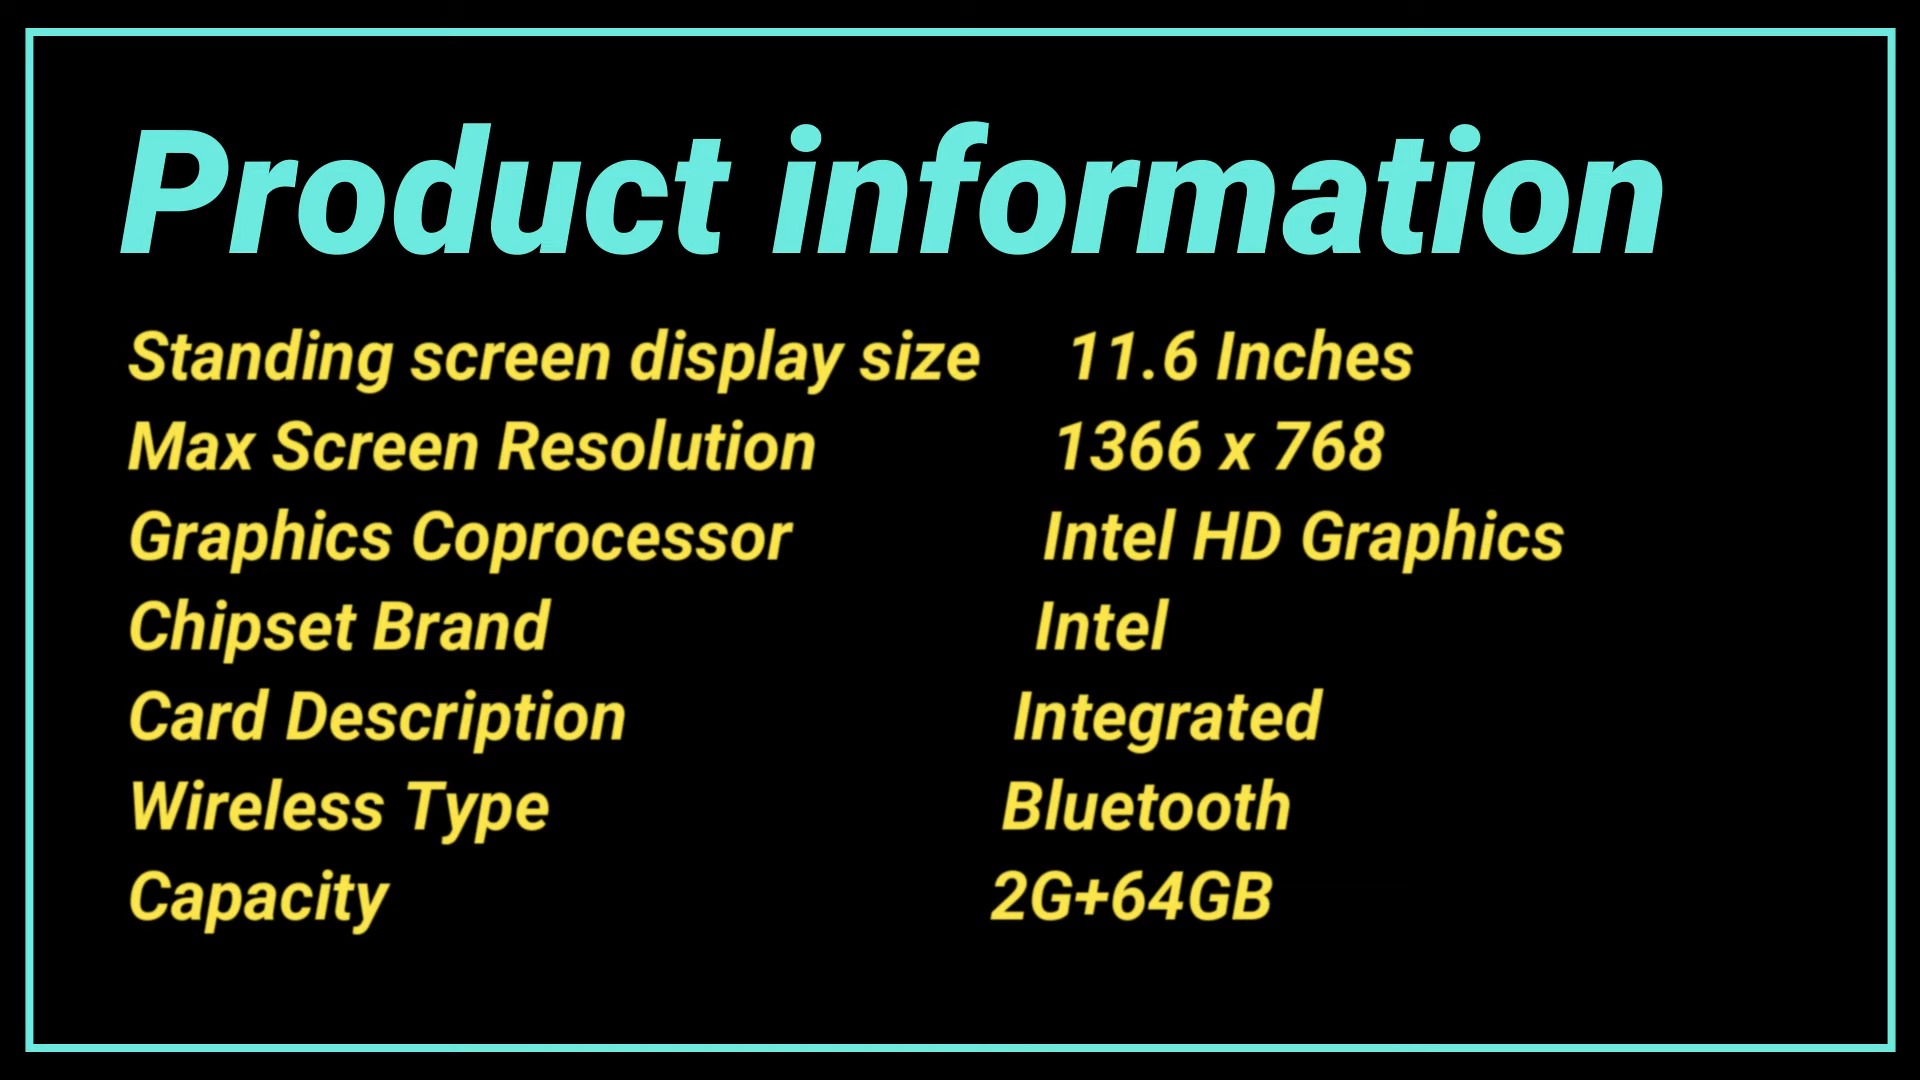 Product information
Standing screen display size 11.6 Inches
Max Screen Resolution 1366 x 768
Graphics Coprocessor Intel HD Graphics
Chipset Brand Intel
Card Description Integrated
Wireless Type Bluetooth
Capacity 2G+64GB